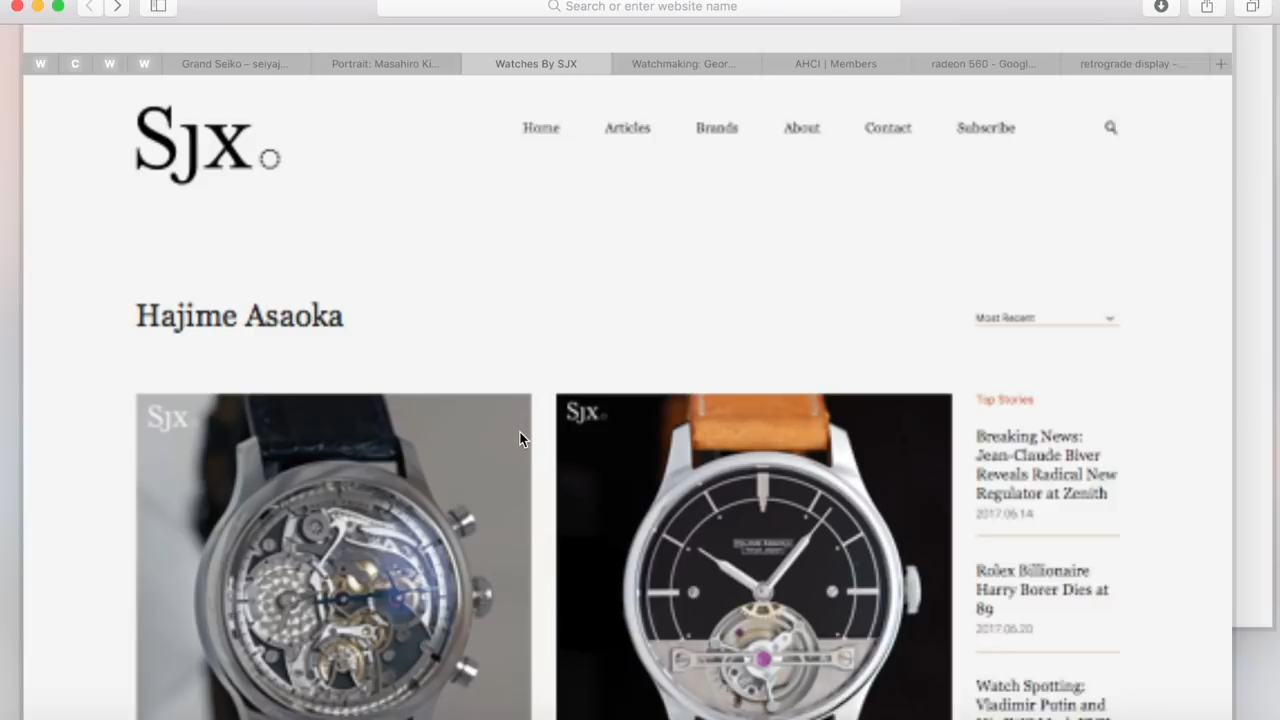 Search or enter website name
W
C
W
W
Grand Seiko – seiyaj...
Portrait: Masahiro Ki...
Watches By SJX
Watchmaking: Geor...
AHCI | Members
radeon 560 - Googl...
retrograde display -...
SJX
Home
Articles
Brands
About
Contact
Subscribe
Hajime Asaoka
Most Recent
SJX
SJX
Top Stories
Breaking News:
Jean-Claude Biver
Reveals Radical New
Regulator at Zenith
2017.06.14
Rolex Billionaire
Harry Borer Dies at
89
2017.06.20
Watch Spotting:
Vladimir Putin and
HAJIME ASAOKA